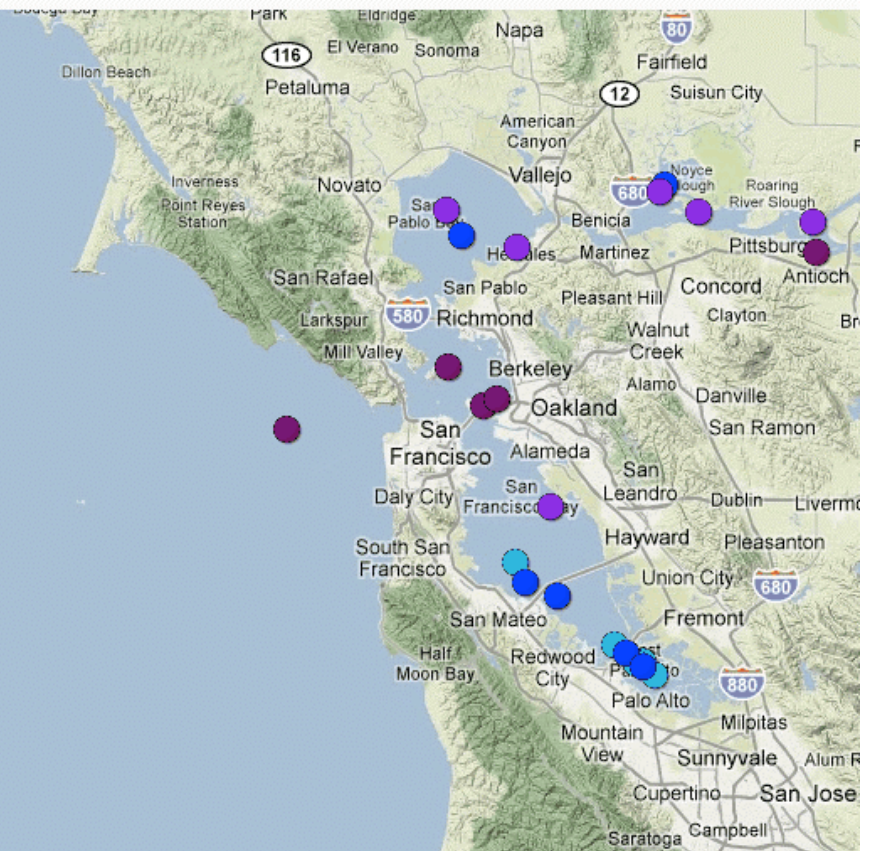 Park
Eldridge
Napa
80
116
El Verano
Sonoma
Fairfield
Dillon Beach
Petaluma
12
Suisun City
American
Canyon
Vallejo
Inverness
Novato
680
Noyce
Slough
Roaring
River Slough
Point Reyes
Station
San
Pablo Bay
Benicia
Pittsburg
Hercules
Martinez
San Rafael
San Pablo
Concord
Antioch
Pleasant Hill
580
Richmond
Clayton
Larkspur
Walnut
Creek
Mill Valley
Berkeley
Alamo
Danville
Oakland
San
Francisco
San Ramon
Alameda
San
Leandro
Daly City
San
Francisco Bay
Dublin
Livermo
Hayward
Pleasanton
South San
Francisco
Union City
680
San Mateo
Fremont
Half
Moon Bay
Redwood
City
880
Palo Alto
Milpitas
Mountain
View
Sunnyvale
Alum R
Cupertino
San Jose
Saratoga
Campbell